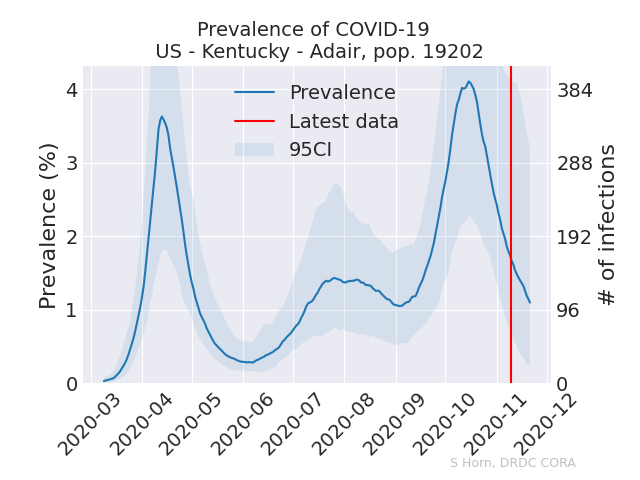 Prevalence of COVID-19
US - Kentucky - Adair, pop. 19202
Prevalence
Latest data
95CI
Prevalence (%)
4
3
2
1
0
384
288
192
96
0
# of infections
2020-03
2020-04
2020-05
2020-06
2020-07
2020-08
2020-09
2020-10
2020-11
2020-12
S Horn, DRDC CORA